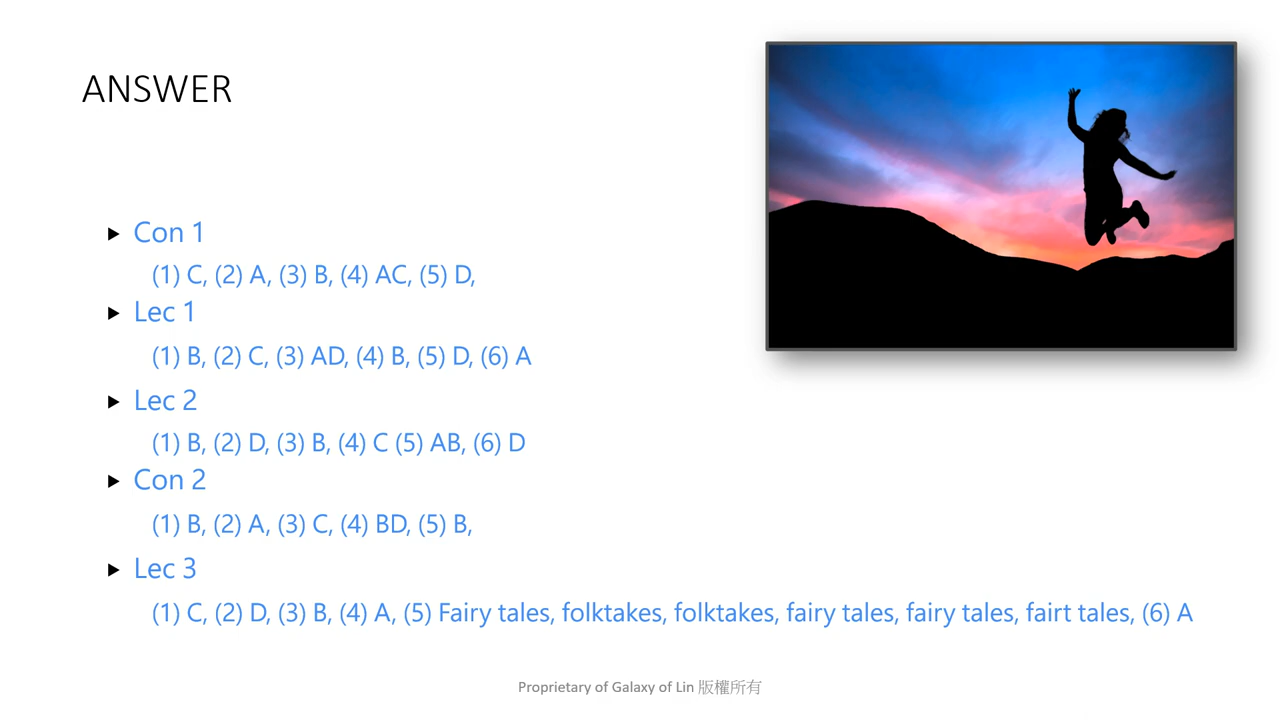 ANSWER
Con 1
(1) C, (2) A, (3) B, (4) AC, (5) D,
Lec 1
(1) B, (2) C, (3) AD, (4) B, (5) D, (6) A
Lec 2
(1) B, (2) D, (3) B, (4) C (5) AB, (6) D
Con 2
(1) B, (2) A, (3) C, (4) BD, (5) B,
Lec 3
(1) C, (2) D, (3) B, (4) A, (5) Fairy tales, folktakes, folktakes, fairy tales, fairy tales, fairt tales, (6) A
Proprietary of Galaxy of Lin 版權所有